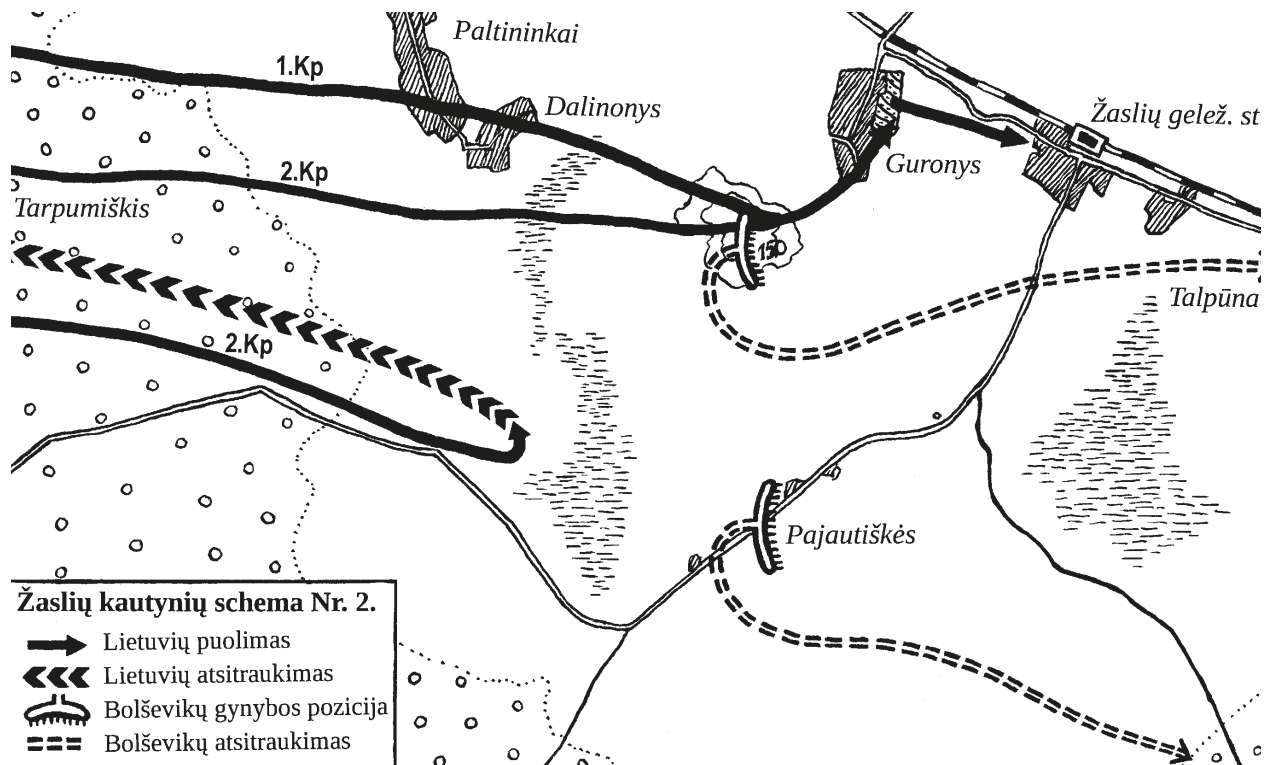 Paltininkai
1.Kp
Dalinonys
Žaslių gelež. st.
Guronys
2.Kp
Tarpumiškis
150
Talpūna
2.Kp
Pajautiškės
Žaslių kautynių schema Nr. 2.
Lietuvių puolimas
Lietuvių atsitraukimas
Bolševikų gynybos pozicija
Bolševikų atsitraukimas